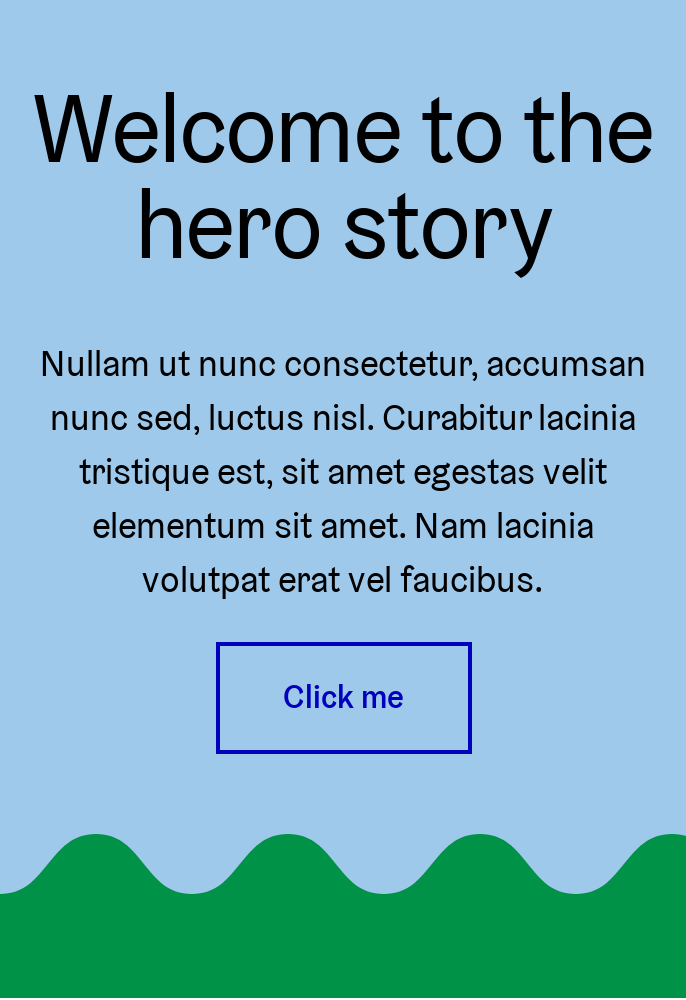 Welcome to the
hero story
Nullam ut nunc consectetur, accumsan
nunc sed, luctus nisl. Curabitur lacinia
tristique est, sit amet egestas velit
elementum sit amet. Nam lacinia
volutpat erat vel faucibus.
Click me